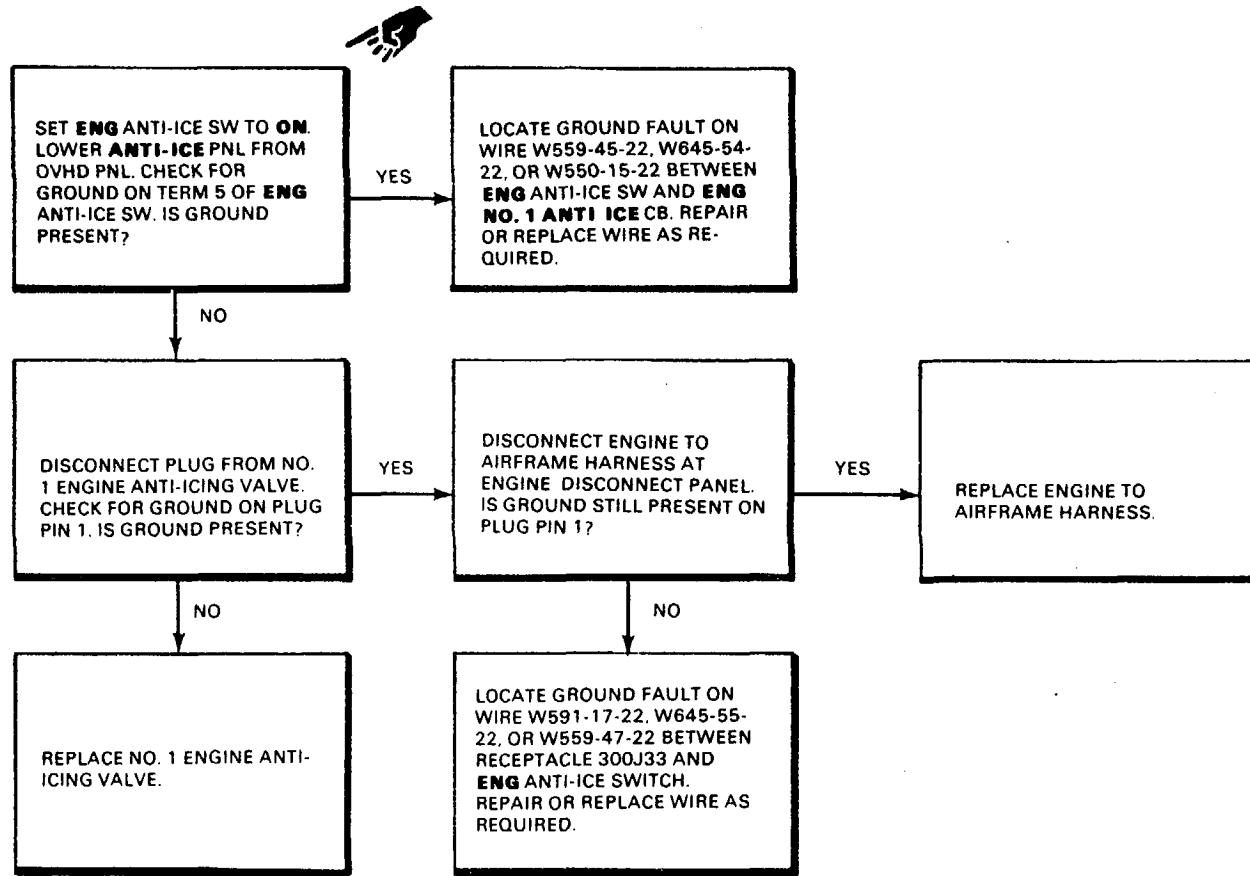 SET ENG ANTI-ICE SW TO ON.
LOWER ANTI-ICE PNL FROM
OVHD PNL. CHECK FOR
GROUND ON TERM 5 OF ENG
ANTI-ICE SW. IS GROUND
PRESENT?
YES
LOCATE GROUND FAULT ON
WIRE W559-45-22, W645-54-
22, OR W550-15-22 BETWEEN
ENG ANTI-ICE SW AND ENG
NO. 1 ANTI ICE CB. REPAIR
OR REPLACE WIRE AS RE-
QUIRED.
NO
DISCONNECT PLUG FROM NO.
1 ENGINE ANTI-ICING VALVE.
CHECK FOR GROUND ON PLUG
PIN 1. IS GROUND PRESENT?
YES
DISCONNECT ENGINE TO
AIRFRAME HARNESS AT
ENGINE DISCONNECT PANEL.
IS GROUND STILL PRESENT ON
PLUG PIN 1?
YES
REPLACE ENGINE TO
AIRFRAME HARNESS.
NO
NO
REPLACE NO. 1 ENGINE ANTI-
ICING VALVE.
LOCATE GROUND FAULT ON
WIRE W591-17-22, W645-55-
22, OR W559-47-22 BETWEEN
RECEPTACLE 300J33 AND
ENG ANTI-ICE SWITCH.
REPAIR OR REPLACE WIRE AS
REQUIRED.